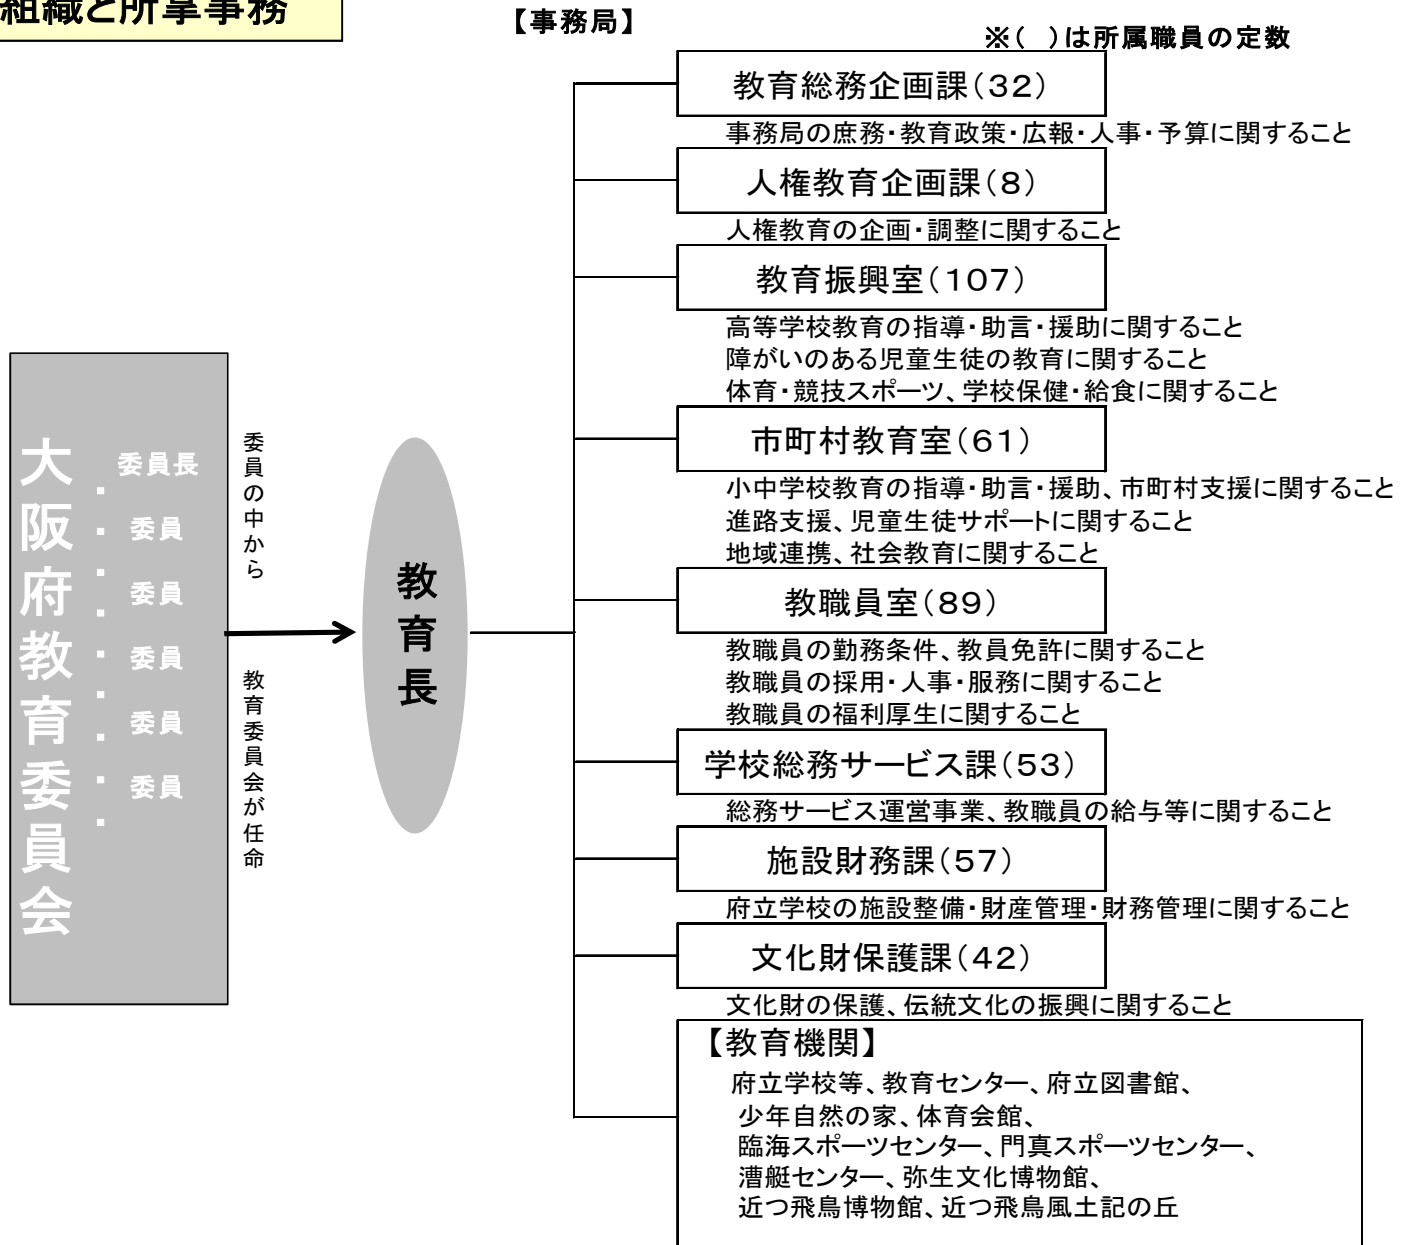 組織と所掌事務
【事務局】
※(　)は所属職員の定数
教育総務企画課(32)
事務局の庶務・教育政策・広報・人事・予算に関すること
人権教育企画課(8)
人権教育の企画・調整に関すること
教育振興室(107)
高等学校教育の指導・助言・援助に関すること
障がいのある児童生徒の教育に関すること
体育・競技スポーツ、学校保健・給食に関すること
市町村教育室(61)
小中学校教育の指導・助言・援助、市町村支援に関すること
進路支援、児童生徒サポートに関すること
地域連携、社会教育に関すること
教職員室(89)
教職員の勤務条件、教員免許に関すること
教職員の採用・人事・服務に関すること
教職員の福利厚生に関すること
学校総務サービス課(53)
総務サービス運営事業、教職員の給与等に関すること
施設財務課(57)
府立学校の施設整備・財産管理・財務管理に関すること
文化財保護課(42)
文化財の保護、伝統文化の振興に関すること
【教育機関】
府立学校等、教育センター、府立図書館、
少年自然の家、体育会館、
臨海スポーツセンター、門真スポーツセンター、
漕艇センター、弥生文化博物館、
近つ飛鳥博物館、近つ飛鳥風土記の丘
大阪府教育委員会
委員長
委員
委員
委員
委員
委員
委員の中から
教育委員会が任命
教育長